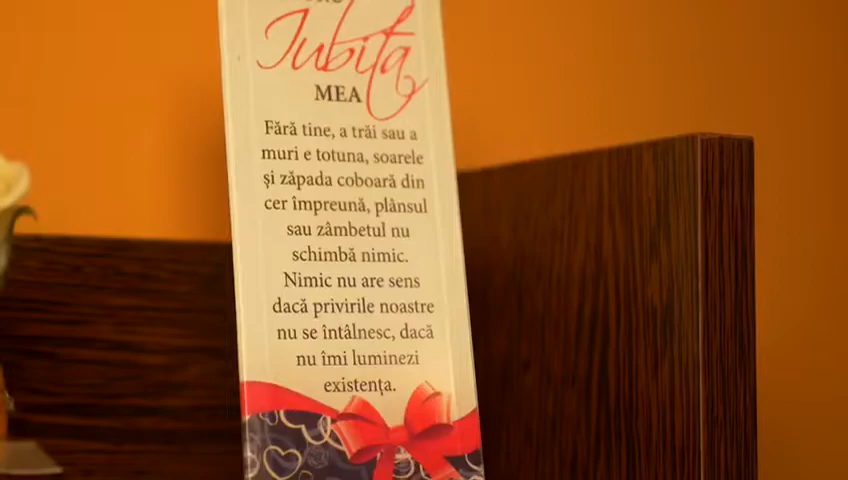 Iubita
MEA
Fără tine, a trăi sau a
muri e totuna, soarele
și zăpada coboară din
cer împreună, plânsul
sau zâmbetul nu
schimbă nimic.
Nimic nu are sens
dacă privirile noastre
nu se întâlnesc, dacă
nu îmi luminezi
existența.